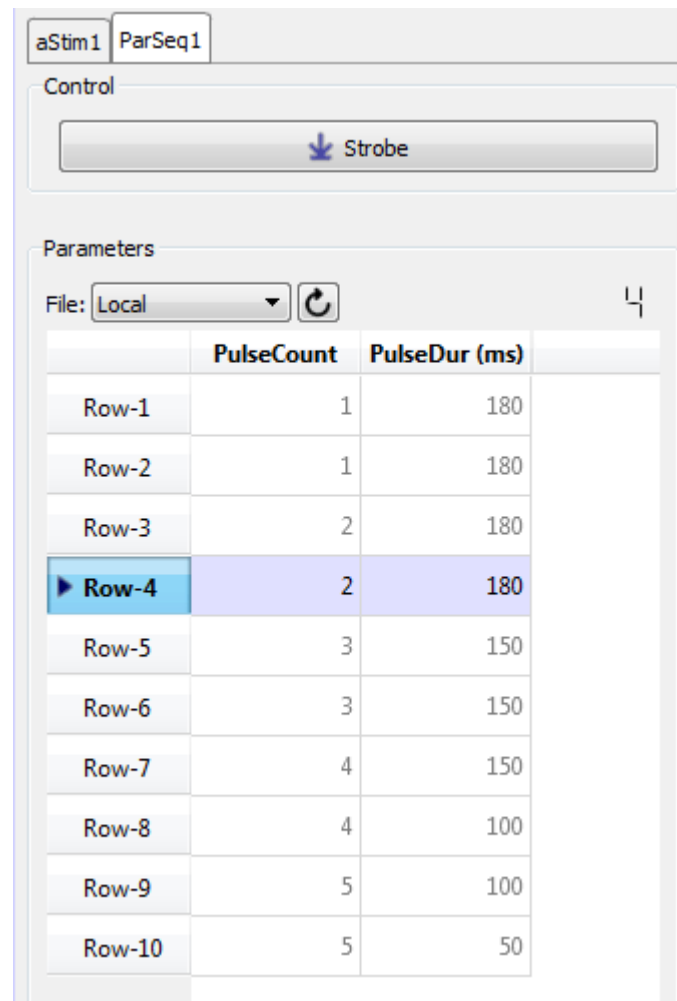 aStim1 ParSeq1
Control
Strobe
Parameters
File: Local 4
PulseCount PulseDur (ms)
Row-1 1 180
Row-2 1 180
Row-3 2 180
Row-4 2 180
Row-5 3 150
Row-6 3 150
Row-7 4 150
Row-8 4 100
Row-9 5 100
Row-10 5 50